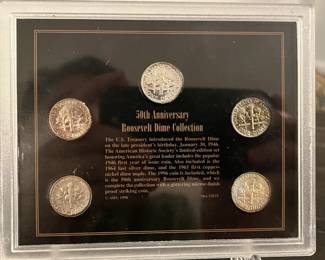 50th Anniversary
Roosevelt Dime Collection
The U.S. Treasury introduced the Roosevelt Dime
on the late president's birthday, January 30, 1946.
The American Historic Society's limited-edition set
honoring America's great leader includes the popular
1946 first year of issue coin. Also included is the
1964 last silver dime, and the 1965 first copper-
nickel dime made. The 1996 coin is included, which
is the 50th anniversary Roosevelt Dime, and we
complete the collection with a glittering mirror-finish
proof striking coin.
© AHS, 1996